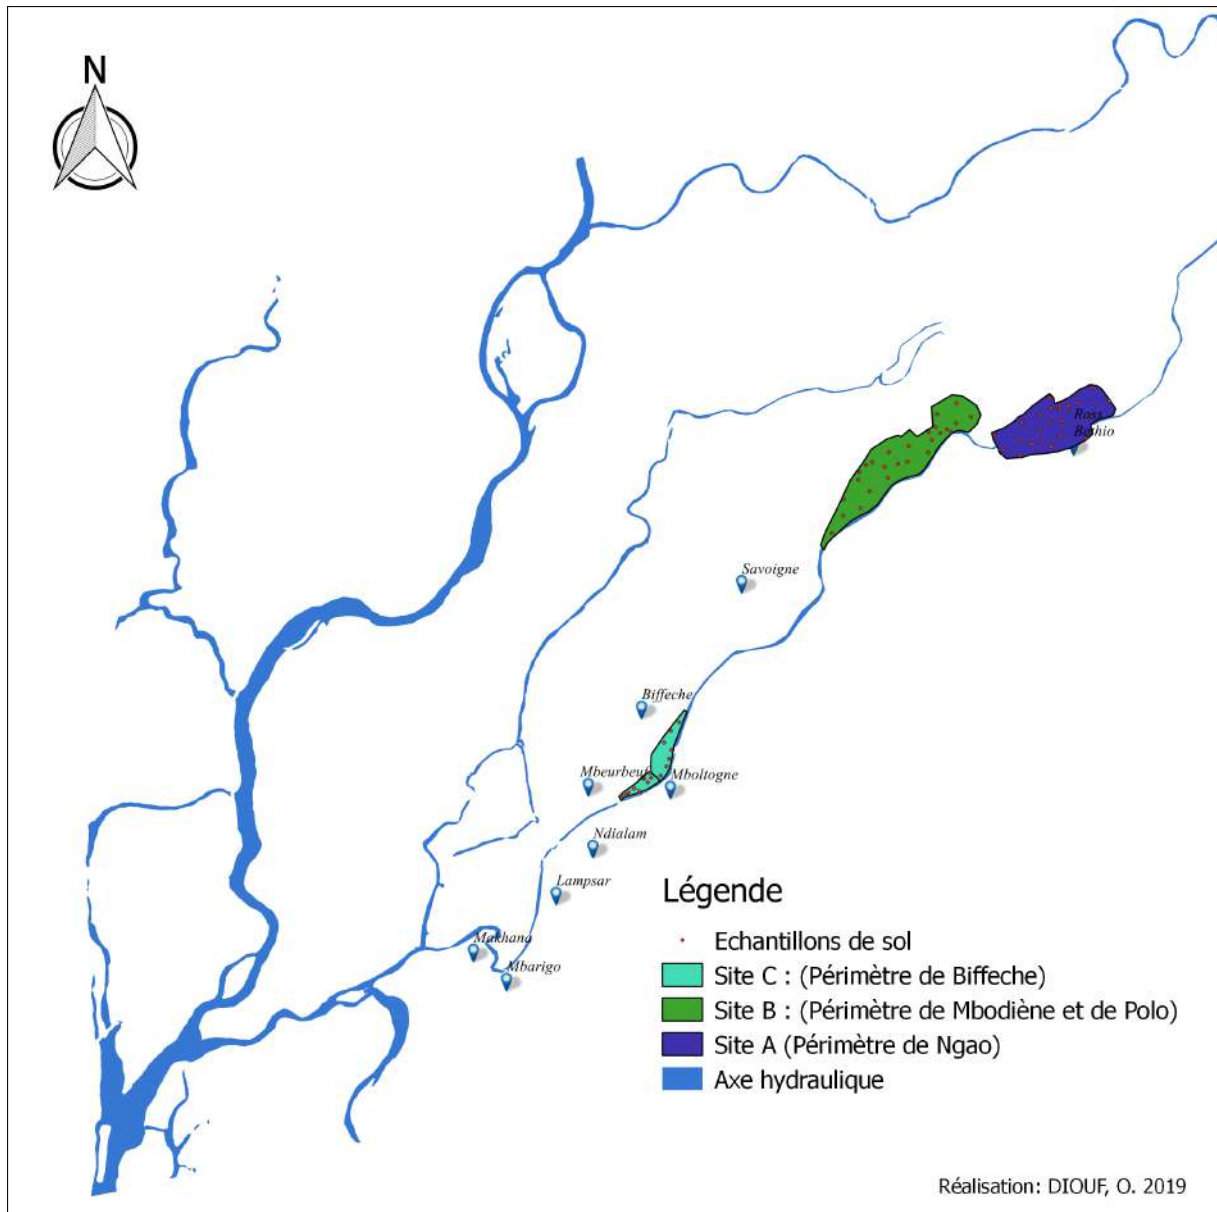 N
Ross
Bethio
Savoigne
Biffeche
Mbeurbeuf
Mboltogne
Ndialam
Lampsar
Makhana
Mbarigo
Légende
Echantillons de sol
Site C : (Périmètre de Biffeche)
Site B : (Périmètre de Mbodiène et de Polo)
Site A (Périmètre de Ngao)
Axe hydraulique
Réalisation: DIOUF, O. 2019